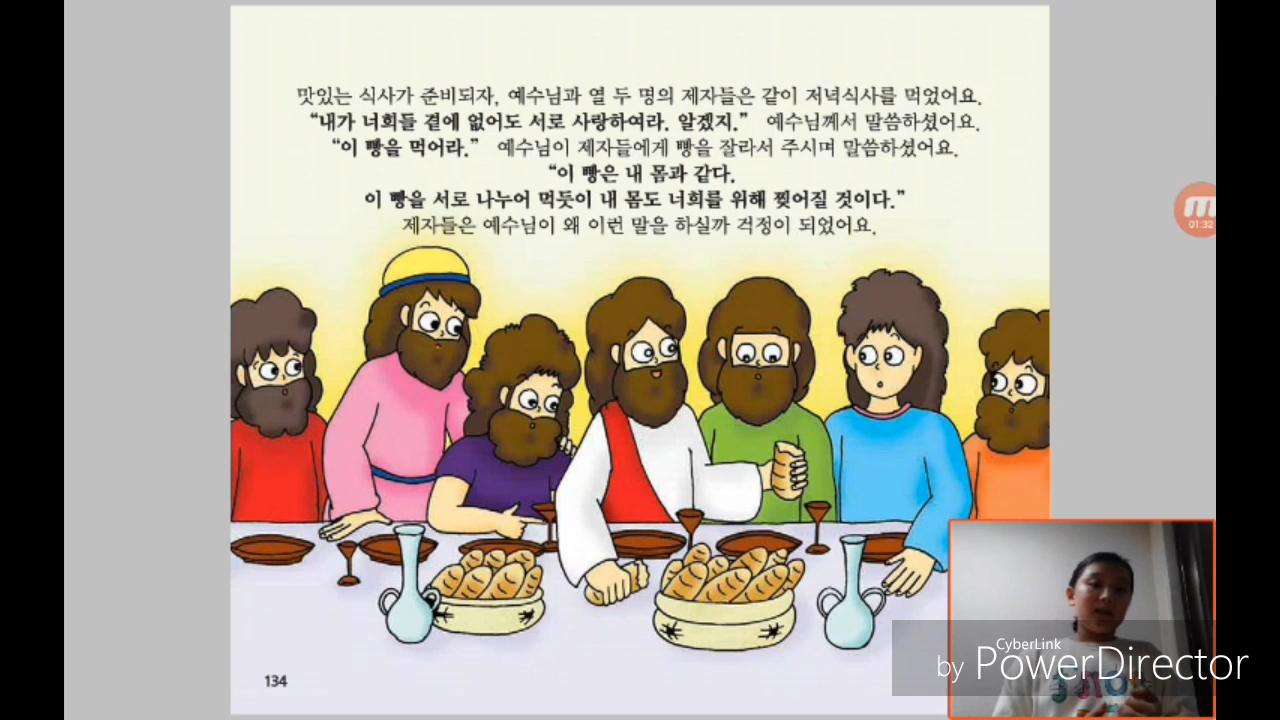 맛있는 식사가 준비되자, 예수님과 열 두 명의 제자들은 같이 저녁식사를 먹었어요.
“내가 너희들 곁에 없어도 서로 사랑하여라. 알겠지.” 예수님께서 말씀하셨어요.
“이 빵을 먹어라.” 예수님이 제자들에게 빵을 잘라서 주시며 말씀하셨어요.
“이 빵은 내 몸과 같다.
이 빵을 서로 나누어 먹듯이 내 몸도 너희를 위해 찢어질 것이다.”
제자들은 예수님이 왜 이런 말을 하실까 걱정이 되었어요.
01:32
CyberLink
by PowerDirector
134